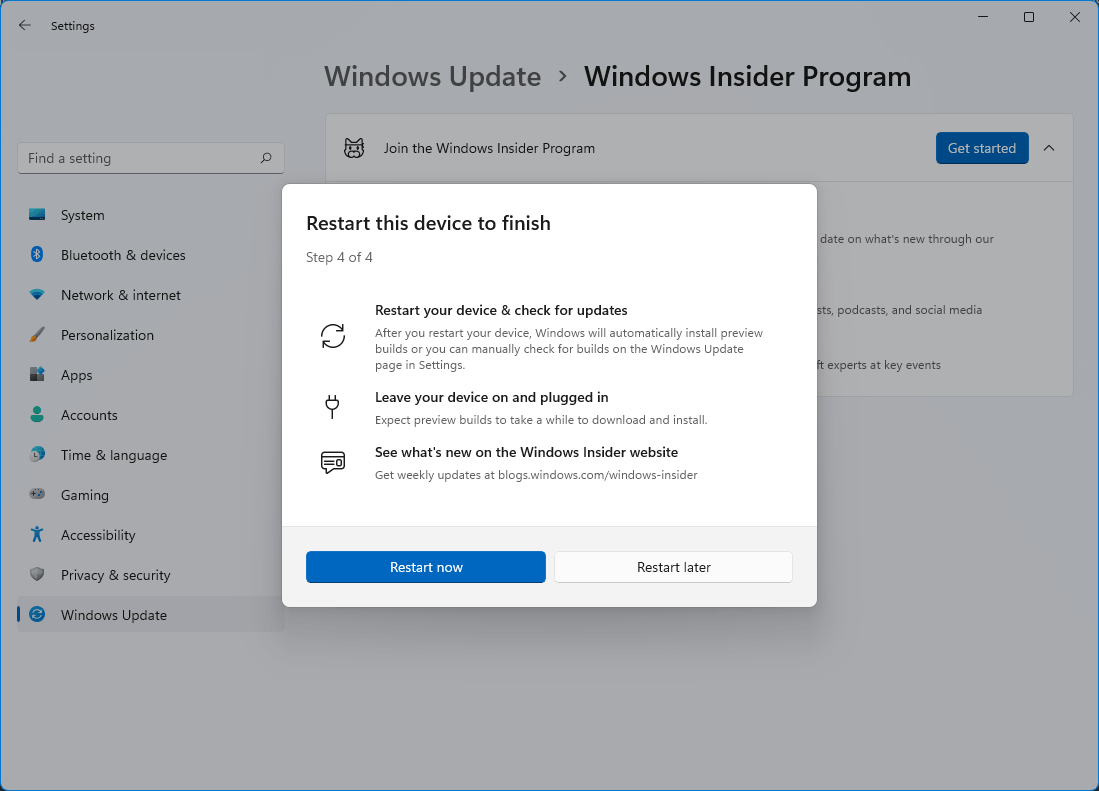 Settings
Windows Update > Windows Insider Program
Find a setting
Join the Windows Insider Program
Get started
System
Bluetooth & devices
Network & internet
Personalization
Apps
Accounts
Time & language
Gaming
Accessibility
Privacy & security
Windows Update
Restart this device to finish
Step 4 of 4
Restart your device & check for updates
After you restart your device, Windows will automatically install preview
builds or you can manually check for builds on the Windows Update
page in Settings.
Leave your device on and plugged in
Expect preview builds to take a while to download and install.
See what's new on the Windows Insider website
Get weekly updates at blogs.windows.com/windows-insider
Restart now
Restart later
date on what's new through our
podcasts, and social media
experts at key events